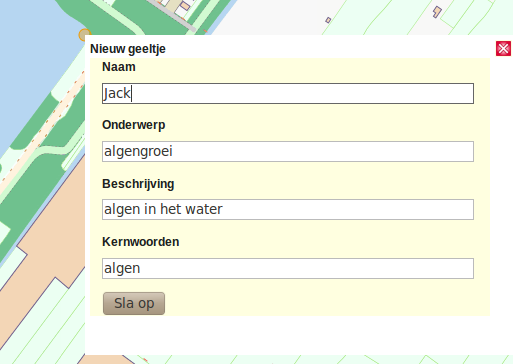 Nieuw geeltje
Naam
Jack
Onderwerp
algengroei
Beschrijving
algen in het water
Kernwoorden
algen
Sla op